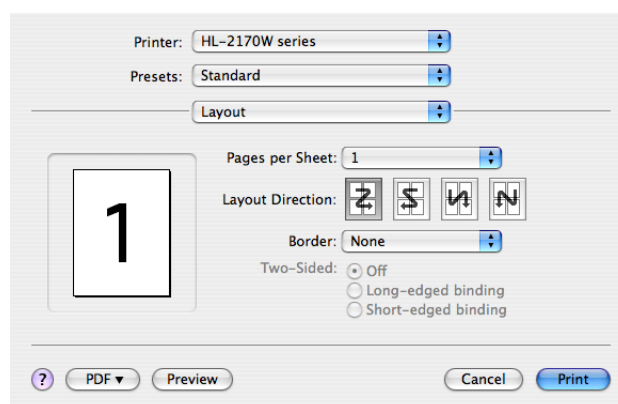 Printer: HL-2170W series
Presets: Standard
Layout
Pages per Sheet: 1
1
Layout Direction:
Border: None
Two-Sided: Off
Long-edged binding
Short-edged binding
? PDF▼ Preview Cancel Print